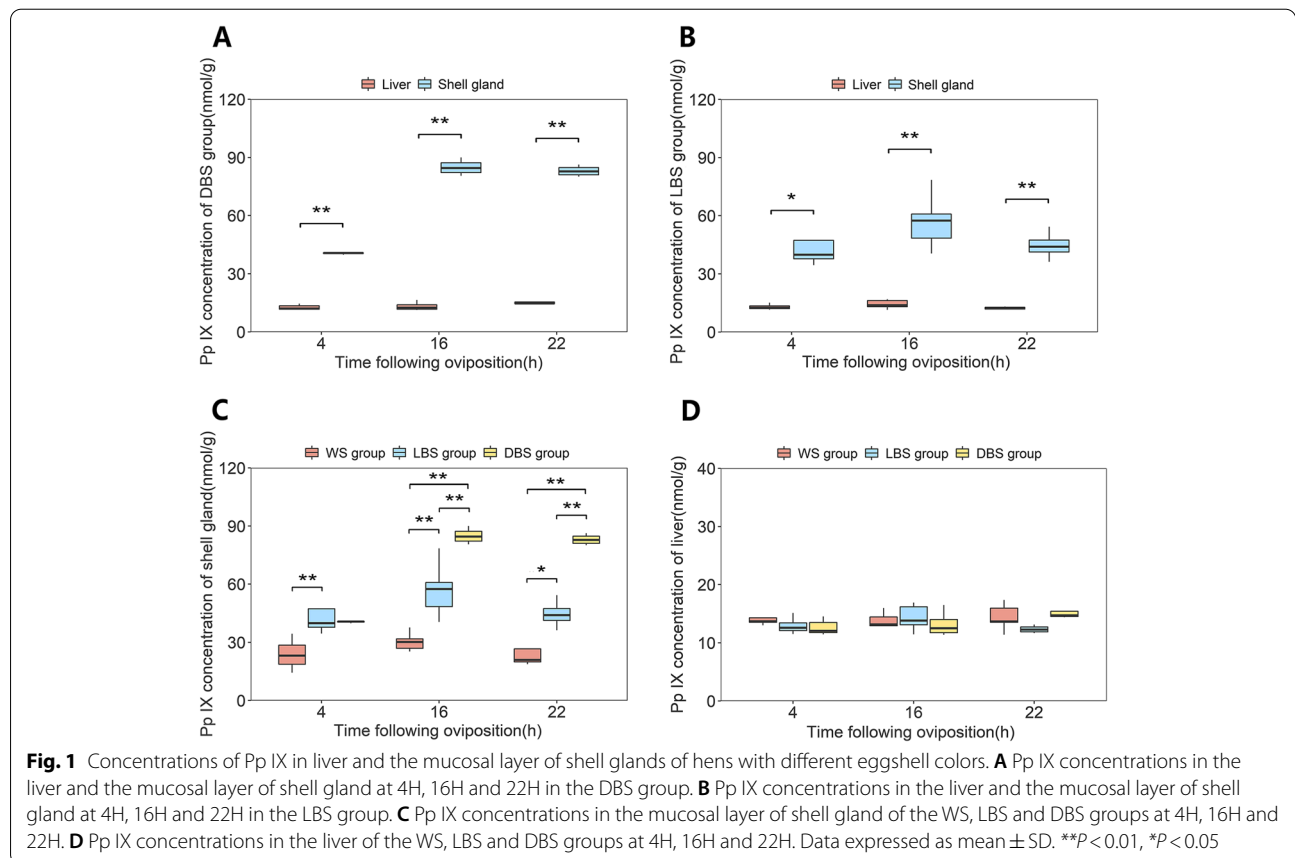 A
Liver Shell gland
Pp IX concentration of DBS group(nmol/g)
120
90
60
30
0
** ** **
4 16 22
Time following oviposition(h)
B
Liver Shell gland
Pp IX concentration of LBS group(nmol/g)
120
90
60
30
0
* ** **
4 16 22
Time following oviposition(h)
C
WS group LBS group DBS group
Pp IX concentration of shell gland(nmol/g)
120
90
60
30
0
** ** ** ** ** ** *
4 16 22
Time following oviposition(h)
D
WS group LBS group DBS group
Pp IX concentration of liver(nmol/g)
40
30
20
10
0
4 16 22
Time following oviposition(h)
Fig. 1 Concentrations of Pp IX in liver and the mucosal layer of shell glands of hens with different eggshell colors. A Pp IX concentrations in the
liver and the mucosal layer of shell gland at 4H, 16H and 22H in the DBS group. B Pp IX concentrations in the liver and the mucosal layer of shell
gland at 4H, 16H and 22H in the LBS group. C Pp IX concentrations in the mucosal layer of shell gland of the WS, LBS and DBS groups at 4H, 16H and
22H. D Pp IX concentrations in the liver of the WS, LBS and DBS groups at 4H, 16H and 22H. Data expressed as mean ± SD. **P < 0.01, *P < 0.05